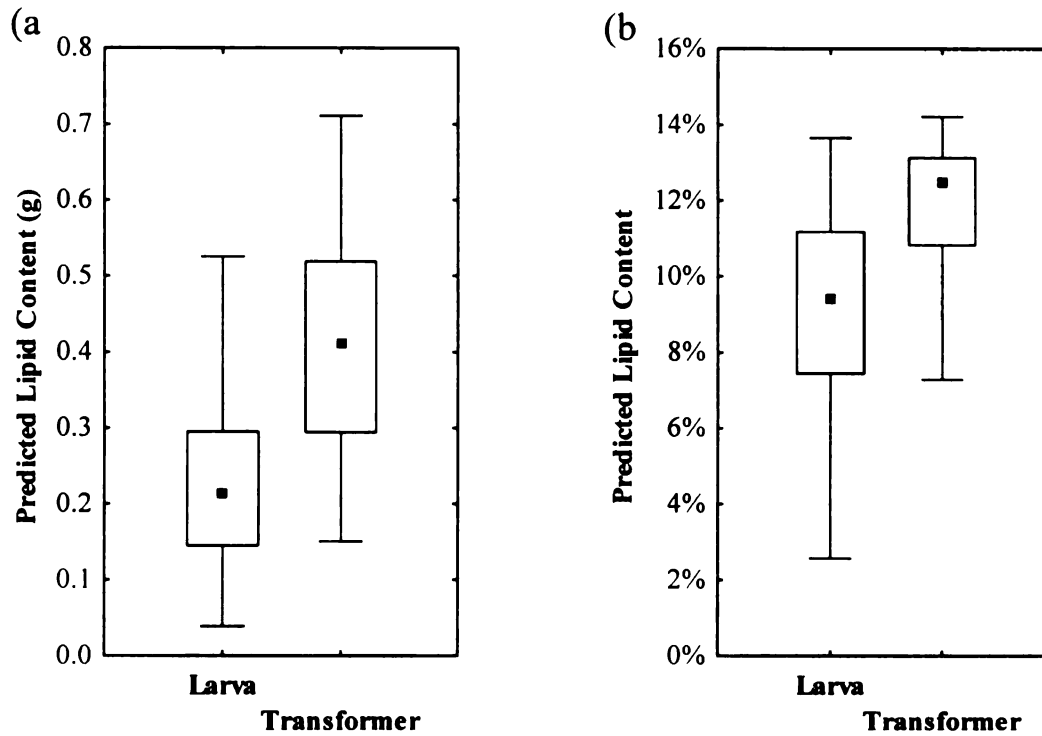 (a
Predicted Lipid Content (g)
0.8
0.7
0.6
0.5
0.4
0.3
0.2
0.1
0.0
Larva
Transformer
(b)
Predicted Lipid Content
16%
14%
12%
10%
8%
6%
4%
2%
0%
Larva
Transformer